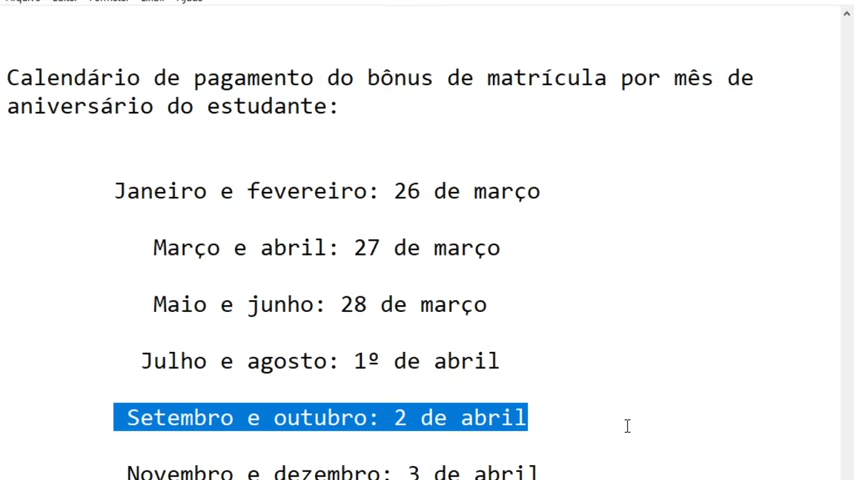 Calendário de pagamento do bônus de matrícula por mês de
aniversário do estudante:
Janeiro e fevereiro: 26 de março
Março e abril: 27 de março
Maio e junho: 28 de março
Julho e agosto: 1º de abril
Setembro e outubro: 2 de abril
Novembro e dezembro: 3 de abril